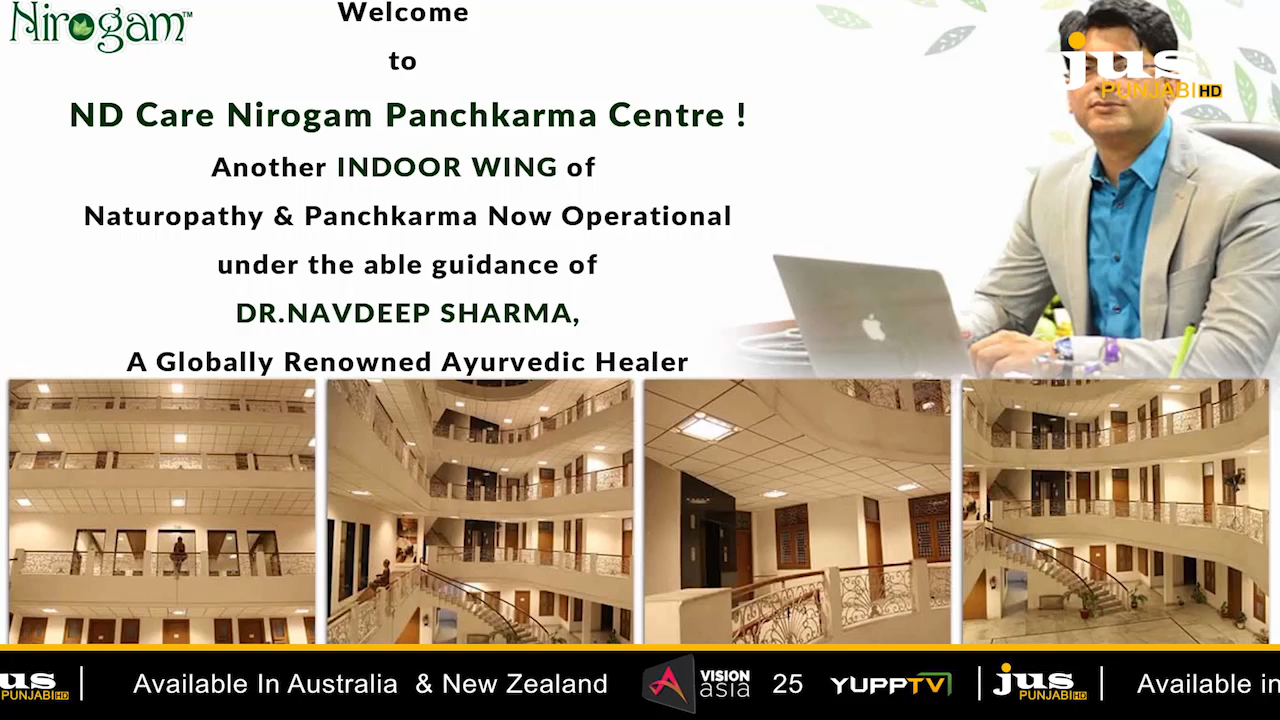 Nirogam™
Welcome
to
ND Care Nirogam Panchkarma Centre !
Another INDOOR WING of
Naturopathy & Panchkarma Now Operational
under the able guidance of
DR.NAVDEEP SHARMA,
A Globally Renowned Ayurvedic Healer
jus
PUNJABI HD
jus
PUNJABI HD
Available In Australia & New Zealand
VISION
asia
25
YUPPTV
jus
PUNJABI HD
Available in